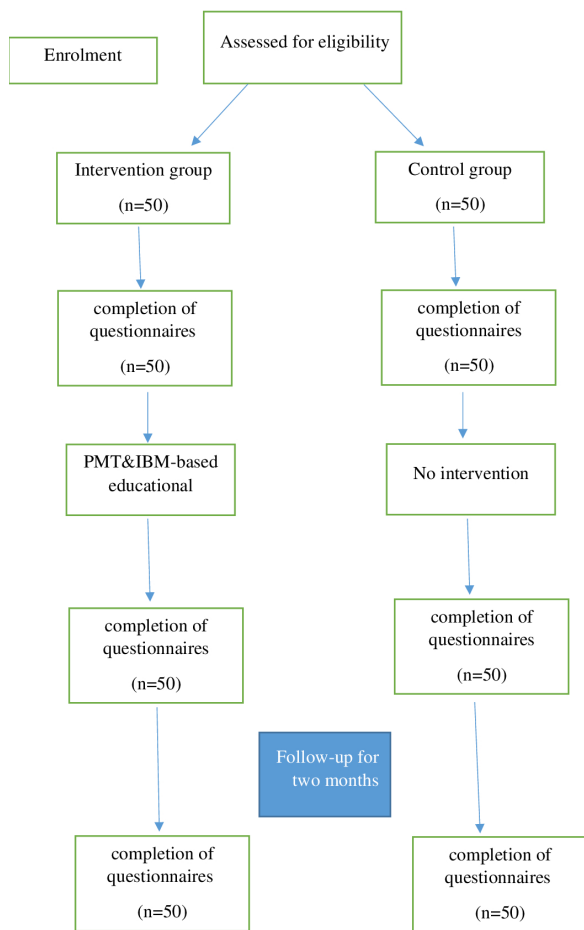 Enrolment
Assessed for eligibility
Intervention group
(n=50)
Control group
(n=50)
completion of
questionnaires
(n=50)
completion of
questionnaires
(n=50)
PMT&IBM-based
educational
No intervention
completion of
questionnaires
(n=50)
completion of
questionnaires
(n=50)
Follow-up for
two months
completion of
questionnaires
(n=50)
completion of
questionnaires
(n=50)